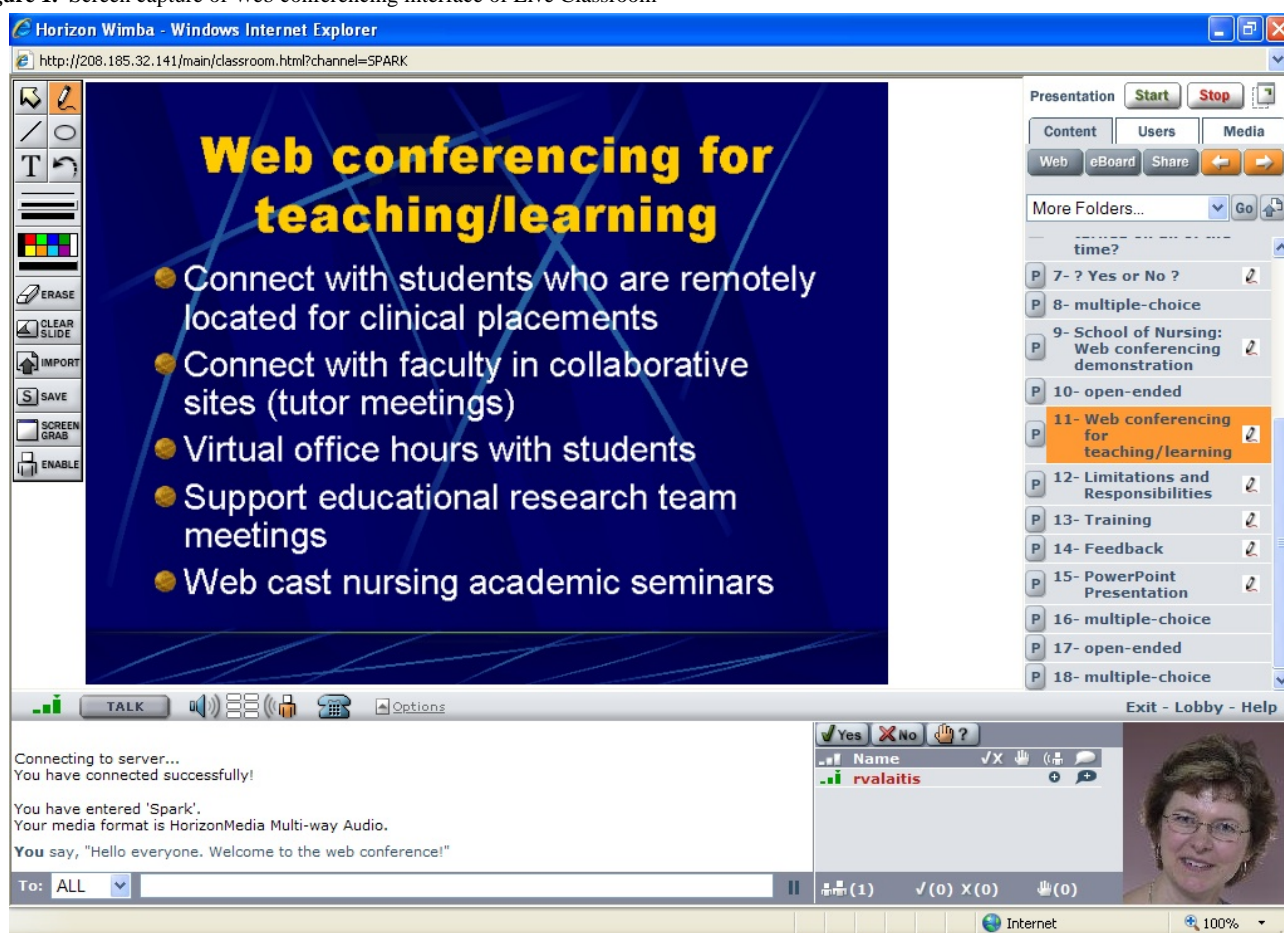 Figure 1. Screen capture of Web conferencing interface of Live Classroom
Horizon Wimba - Windows Internet Explorer
http://208.185.32.141/main/classroom.html?channel=SPARK
T
ERASE
CLEAR
SLIDE
IMPORT
S SAVE
SCREEN
GRAB
ENABLE
Web conferencing for
teaching/learning
Connect with students who are remotely
located for clinical placements
Connect with faculty in collaborative
sites (tutor meetings)
Virtual office hours with students
Support educational research team
meetings
Web cast nursing academic seminars
Presentation Start Stop
Content Users Media
Web eBoard Share
More Folders... Go
time?
P 7- ? Yes or No ?
P 8- multiple-choice
P 9- School of Nursing:
Web conferencing
demonstration
P 10- open-ended
P 11- Web conferencing
for
teaching/learning
P 12- Limitations and
Responsibilities
P 13- Training
P 14- Feedback
P 15- PowerPoint
Presentation
P 16- multiple-choice
P 17- open-ended
P 18- multiple-choice
TALK Options Exit - Lobby - Help
Connecting to server...
You have connected successfully!
You have entered 'Spark'.
Your media format is HorizonMedia Multi-way Audio.
You say, "Hello everyone. Welcome to the web conference!"
To: ALL
Yes No ?
Name √X
rvalaitis
(1) √(0) X(0) (0)
Internet 100%